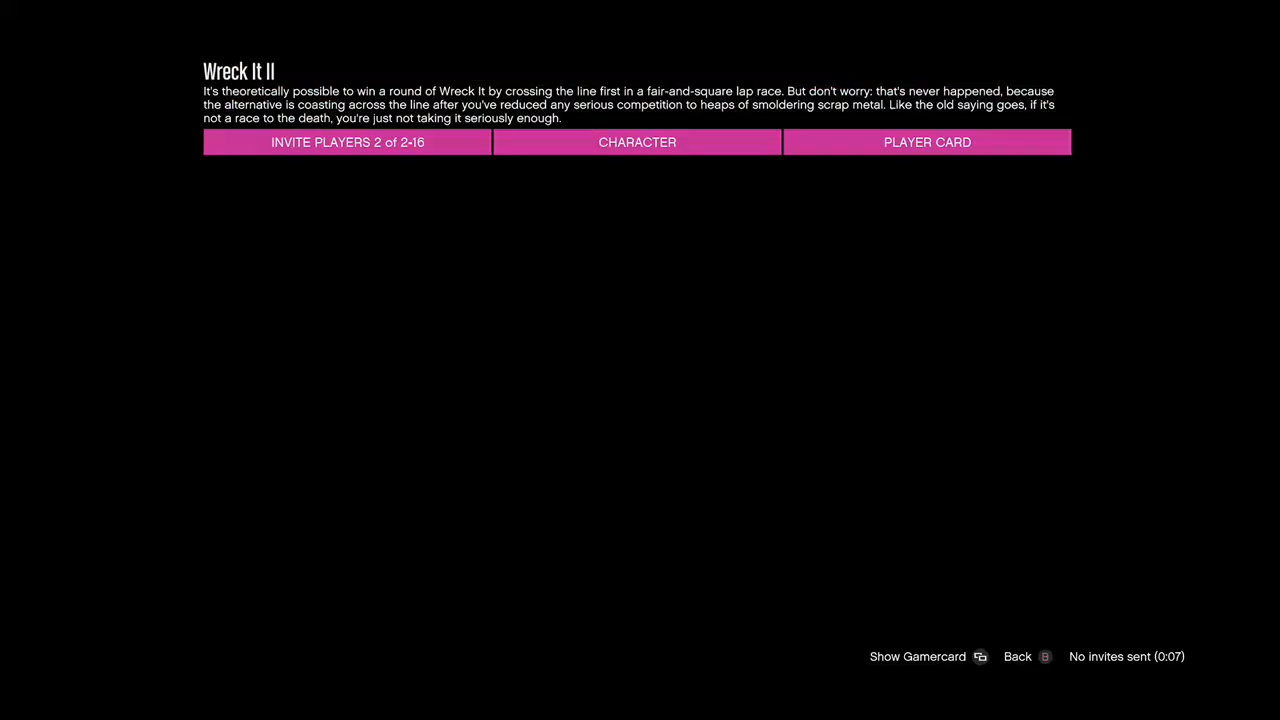 Wreck It II
It's theoretically possible to win a round of Wreck It by crossing the line first in a fair-and-square lap race. But don't worry: that's never happened, because
the alternative is coasting across the line after you've reduced any serious competition to heaps of smoldering scrap metal. Like the old saying goes, if it's
not a race to the death, you're just not taking it seriously enough.
INVITE PLAYERS 2 of 2-16 CHARACTER PLAYER CARD
Show Gamercard Back B No invites sent (0:07)